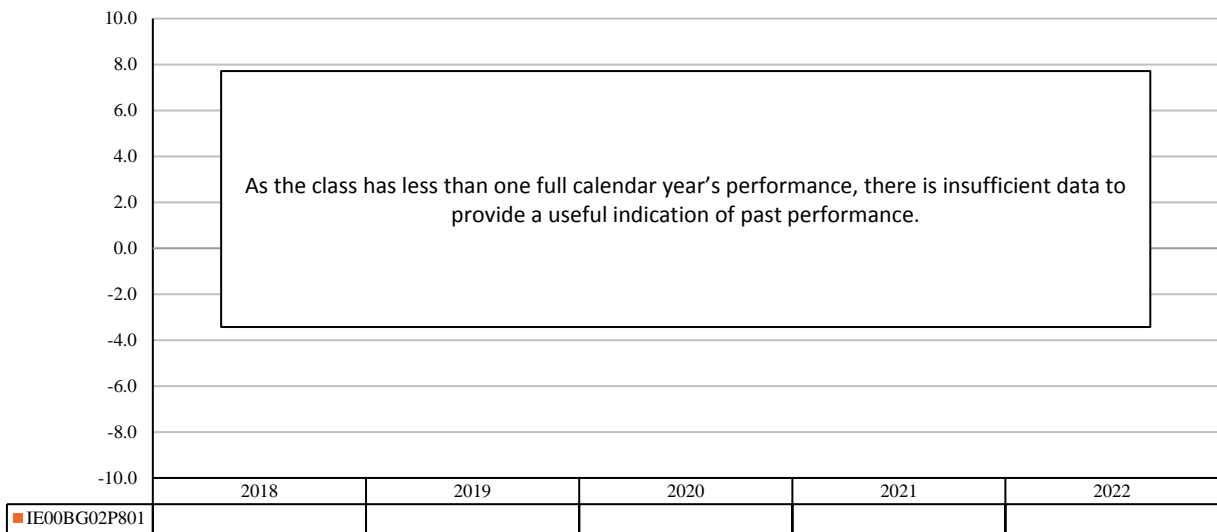 10.0
8.0
6.0
4.0
2.0
0.0
-2.0
-4.0
-6.0
-8.0
-10.0
As the class has less than one full calendar year’s performance, there is insufficient data to
provide a useful indication of past performance.
2018 2019 2020 2021 2022
IE00BG02P801